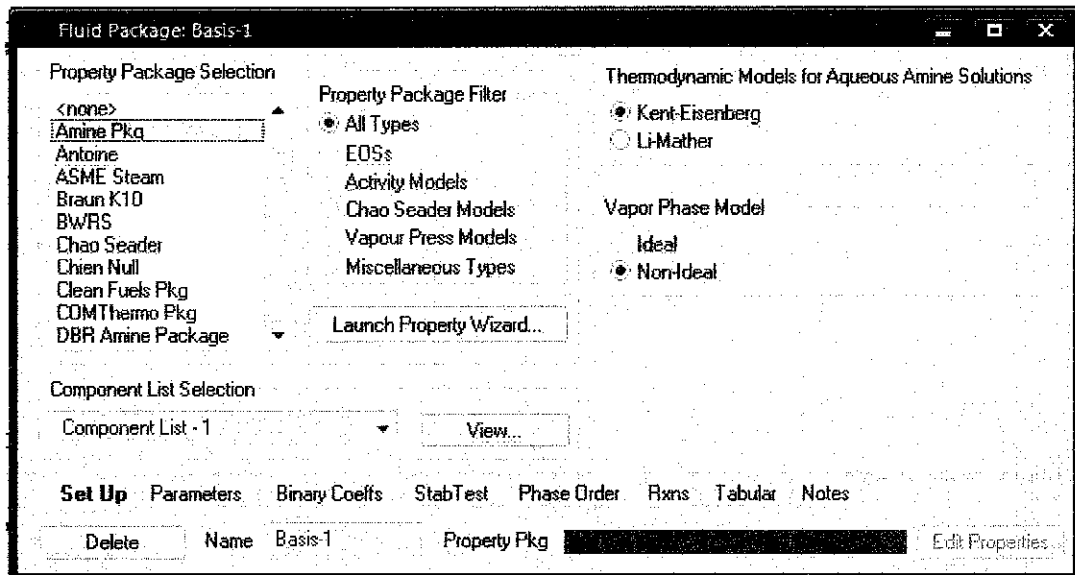 Fluid Package: Basis-1
Property Package Selection
<none>
Amine Pkg
Antoine
ASME Steam
Braun K10
BWRS
Chao Seader
Chien Null
Clean Fuels Pkg
COMThermo Pkg
DBR Amine Package
Property Package Filter
All Types
EOSs
Activity Models
Chao Seader Models
Vapour Press Models
Miscellaneous Types
Launch Property Wizard...
Thermodynamic Models for Aqueous Amine Solutions
Kent-Eisenberg
Li-Mather
Vapor Phase Model
Ideal
Non-Ideal
Component List Selection
Component List - 1
View...
Set Up Parameters Binary Coeffs StabTest Phase Order Rxns Tabular Notes
Delete Name Basis-1 Property Pkg Edit Properties...